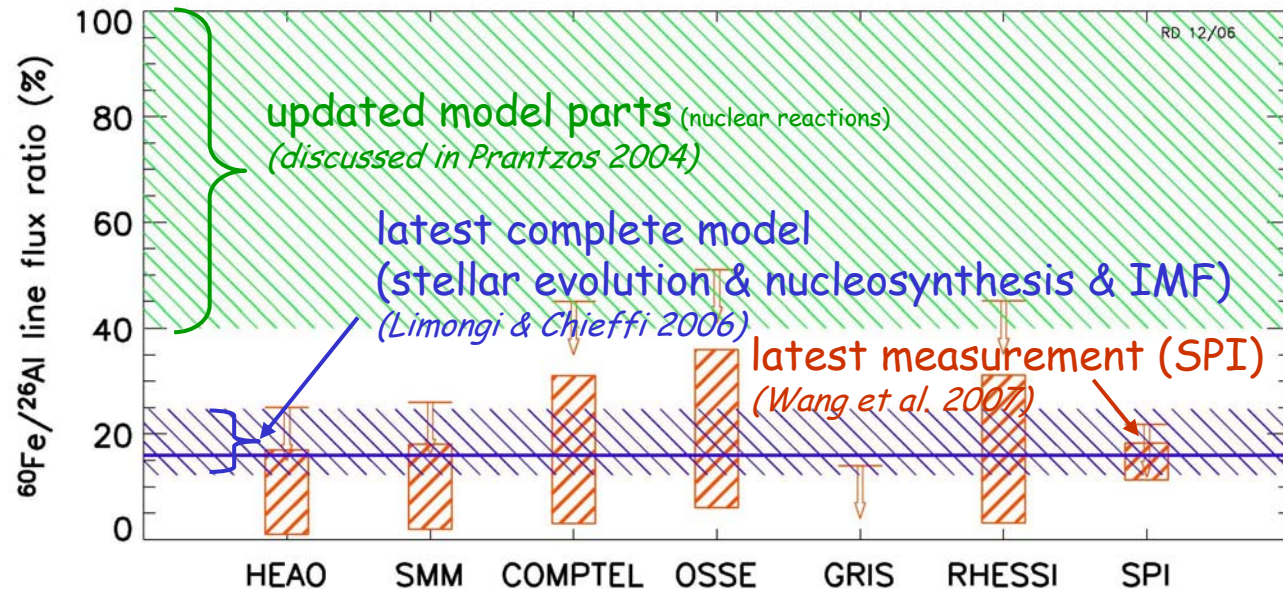 100
80
60
40
20
0
⁶⁰Fe/²⁶Al line flux ratio (%)
RD 12/06
updated model parts (nuclear reactions)
(discussed in Prantzos 2004)
latest complete model
(stellar evolution & nucleosynthesis & IMF)
(Limongi & Chieffi 2006)
latest measurement (SPI)
(Wang et al. 2007)
HEAO SMM COMPTEL OSSE GRIS RHESSI SPI